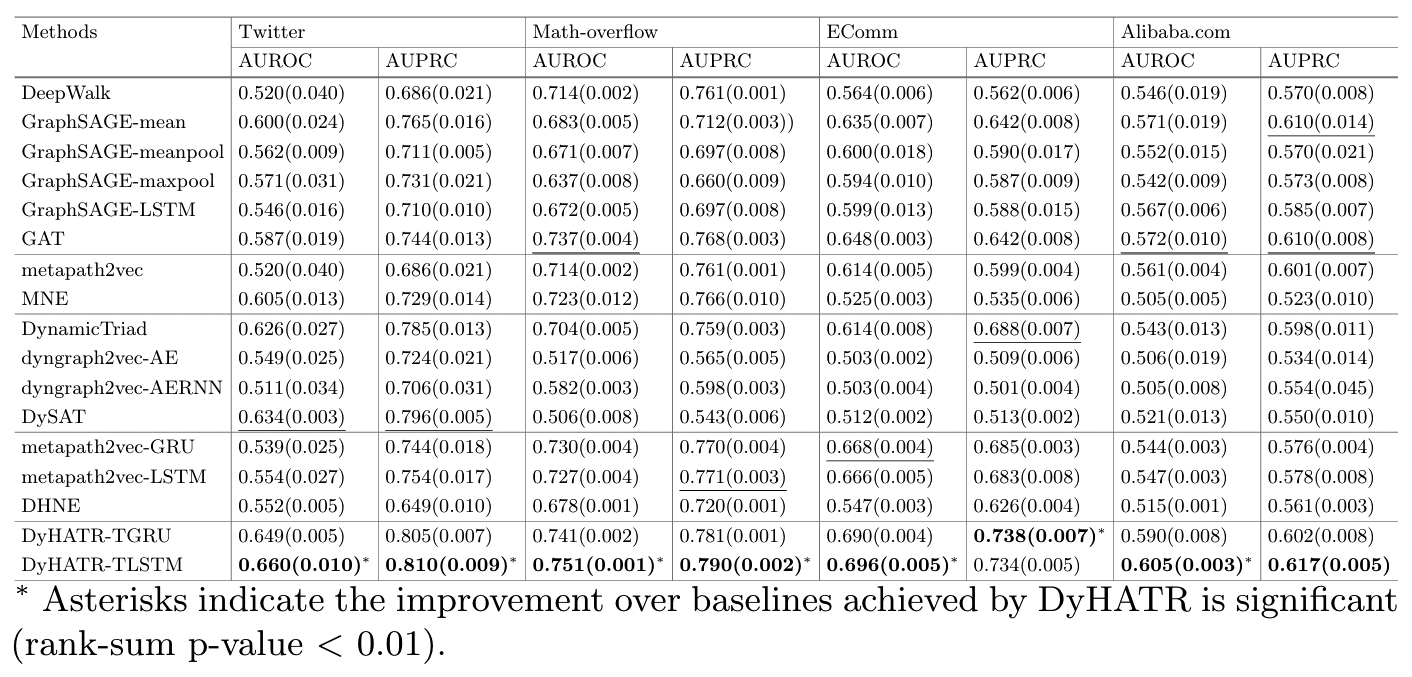 Methods Twitter Math-overflow EComm Alibaba.com
AUROC AUPRC AUROC AUPRC AUROC AUPRC AUROC AUPRC
DeepWalk 0.520(0.040) 0.686(0.021) 0.714(0.002) 0.761(0.001) 0.564(0.006) 0.562(0.006) 0.546(0.019) 0.570(0.008)
GraphSAGE-mean 0.600(0.024) 0.765(0.016) 0.683(0.005) 0.712(0.003)) 0.635(0.007) 0.642(0.008) 0.571(0.019) 0.610(0.014)
GraphSAGE-meanpool 0.562(0.009) 0.711(0.005) 0.671(0.007) 0.697(0.008) 0.600(0.018) 0.590(0.017) 0.552(0.015) 0.570(0.021)
GraphSAGE-maxpool 0.571(0.031) 0.731(0.021) 0.637(0.008) 0.660(0.009) 0.594(0.010) 0.587(0.009) 0.542(0.009) 0.573(0.008)
GraphSAGE-LSTM 0.546(0.016) 0.710(0.010) 0.672(0.005) 0.697(0.008) 0.599(0.013) 0.588(0.015) 0.567(0.006) 0.585(0.007)
GAT 0.587(0.019) 0.744(0.013) 0.737(0.004) 0.768(0.003) 0.648(0.003) 0.642(0.008) 0.572(0.010) 0.610(0.008)
metapath2vec 0.520(0.040) 0.686(0.021) 0.714(0.002) 0.761(0.001) 0.614(0.005) 0.599(0.004) 0.561(0.004) 0.601(0.007)
MNE 0.605(0.013) 0.729(0.014) 0.723(0.012) 0.766(0.010) 0.525(0.003) 0.535(0.006) 0.505(0.005) 0.523(0.010)
DynamicTriad 0.626(0.027) 0.785(0.013) 0.704(0.005) 0.759(0.003) 0.614(0.008) 0.688(0.007) 0.543(0.013) 0.598(0.011)
dyngraph2vec-AE 0.549(0.025) 0.724(0.021) 0.517(0.006) 0.565(0.005) 0.503(0.002) 0.509(0.006) 0.506(0.019) 0.534(0.014)
dyngraph2vec-AERNN 0.511(0.034) 0.706(0.031) 0.582(0.003) 0.598(0.003) 0.503(0.004) 0.501(0.004) 0.505(0.008) 0.554(0.045)
DySAT 0.634(0.003) 0.796(0.005) 0.506(0.008) 0.543(0.006) 0.512(0.002) 0.513(0.002) 0.521(0.013) 0.550(0.010)
metapath2vec-GRU 0.539(0.025) 0.744(0.018) 0.730(0.004) 0.770(0.004) 0.668(0.004) 0.685(0.003) 0.544(0.003) 0.576(0.004)
metapath2vec-LSTM 0.554(0.027) 0.754(0.017) 0.727(0.004) 0.771(0.003) 0.666(0.005) 0.683(0.008) 0.547(0.003) 0.578(0.008)
DHNE 0.552(0.005) 0.649(0.010) 0.678(0.001) 0.720(0.001) 0.547(0.003) 0.626(0.004) 0.515(0.001) 0.561(0.003)
DyHATR-TGRU 0.649(0.005) 0.805(0.007) 0.741(0.002) 0.781(0.001) 0.690(0.004) 0.738(0.007)* 0.590(0.008) 0.602(0.008)
DyHATR-TLSTM 0.660(0.010)* 0.810(0.009)* 0.751(0.001)* 0.790(0.002)* 0.696(0.005)* 0.734(0.005) 0.605(0.003)* 0.617(0.005)
* Asterisks indicate the improvement over baselines achieved by DyHATR is significant
(rank-sum p-value < 0.01).